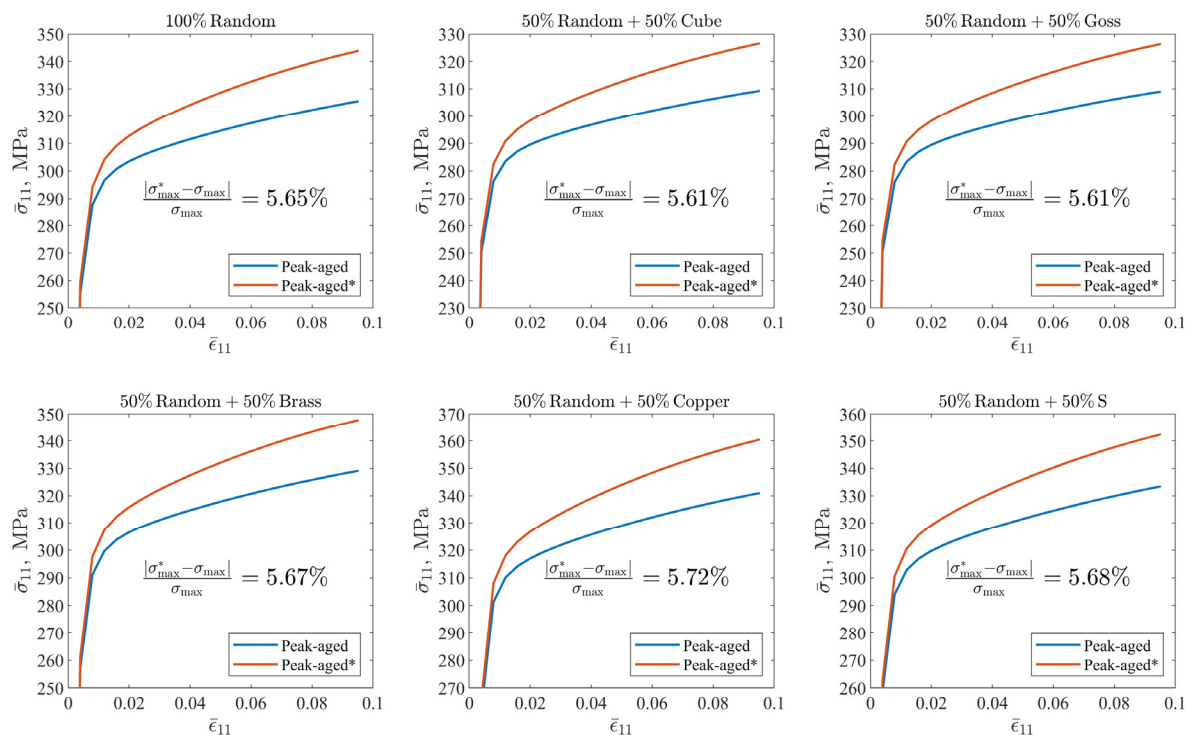 100% Random
350
340
330
320
310
300
290
280
270
260
250
σ̄₁₁, MPa
|σ*max−σmax| / σmax = 5.65%
Peak-aged
Peak-aged*
0 0.02 0.04 0.06 0.08 0.1
ε̄₁₁
50% Random + 50% Cube
330
320
310
300
290
280
270
260
250
240
230
σ̄₁₁, MPa
|σ*max−σmax| / σmax = 5.61%
Peak-aged
Peak-aged*
0 0.02 0.04 0.06 0.08 0.1
ε̄₁₁
50% Random + 50% Goss
330
320
310
300
290
280
270
260
250
240
230
σ̄₁₁, MPa
|σ*max−σmax| / σmax = 5.61%
Peak-aged
Peak-aged*
0 0.02 0.04 0.06 0.08 0.1
ε̄₁₁
50% Random + 50% Brass
350
340
330
320
310
300
290
280
270
260
250
σ̄₁₁, MPa
|σ*max−σmax| / σmax = 5.67%
Peak-aged
Peak-aged*
0 0.02 0.04 0.06 0.08 0.1
ε̄₁₁
50% Random + 50% Copper
370
360
350
340
330
320
310
300
290
280
270
σ̄₁₁, MPa
|σ*max−σmax| / σmax = 5.72%
Peak-aged
Peak-aged*
0 0.02 0.04 0.06 0.08 0.1
ε̄₁₁
50% Random + 50% S
360
350
340
330
320
310
300
290
280
270
260
σ̄₁₁, MPa
|σ*max−σmax| / σmax = 5.68%
Peak-aged
Peak-aged*
0 0.02 0.04 0.06 0.08 0.1
ε̄₁₁